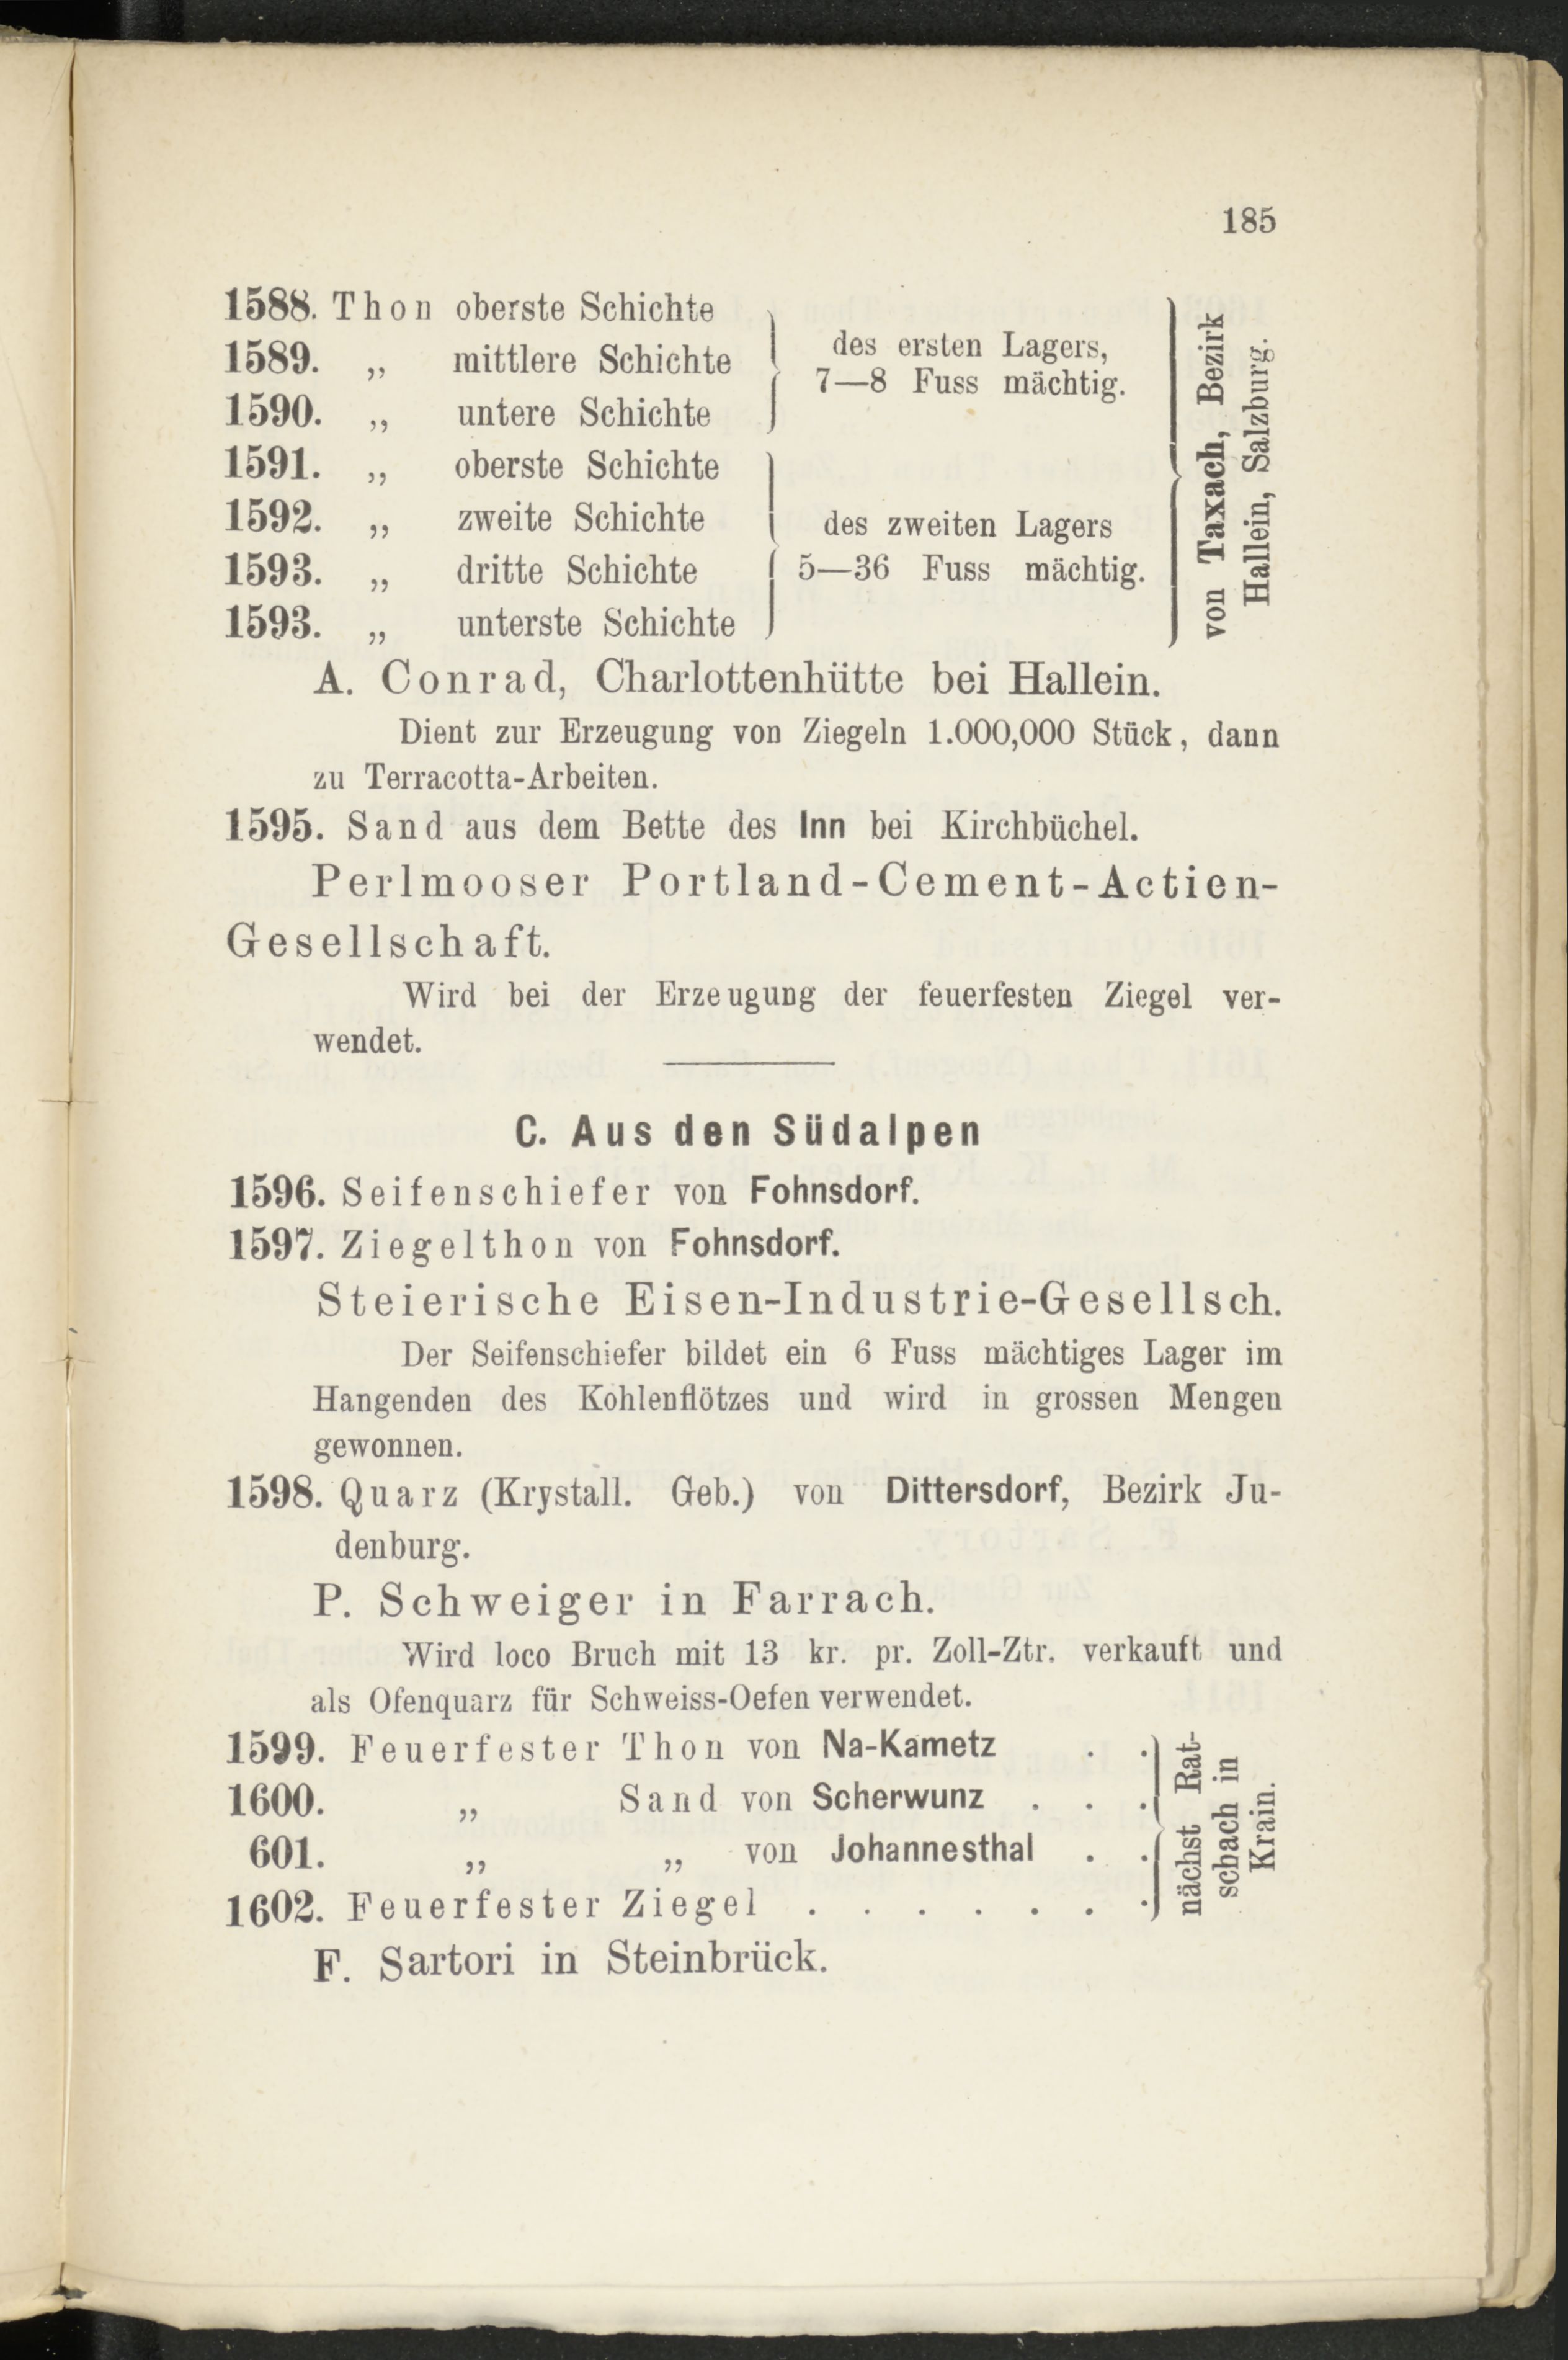 185
1588. Thon oberste Schichte
1589. „ mittlere Schichte
1590. „ untere Schichte
des ersten Lagers,
7—8 Fuss mächtig.
1591. „ oberste Schichte
1592. „ zweite Schichte
1593. „ dritte Schichte
1593. „ unterste Schichte
des zweiten Lagers
5—36 Fuss mächtig.
von Taxach, Bezirk
Hallein, Salzburg.
A. Conrad, Charlottenhütte bei Hallein.
Dient zur Erzeugung von Ziegeln 1.000,000 Stück, dann
zu Terracotta-Arbeiten.
1595. Sand aus dem Bette des Inn bei Kirchbüchel.
Perlmooser Portland-Cement-Actien-
Gesellschaft.
Wird bei der Erzeugung der feuerfesten Ziegel ver-
wendet.
C. Aus den Südalpen
1596. Seifenschiefer von Fohnsdorf.
1597. Ziegelthon von Fohnsdorf.
Steierische Eisen-Industrie-Gesellsch.
Der Seifenschiefer bildet ein 6 Fuss mächtiges Lager im
Hangenden des Kohlenflötzes und wird in grossen Mengen
gewonnen.
1598. Quarz (Krystall. Geb.) von Dittersdorf, Bezirk Ju-
denburg.
P. Schweiger in Farrach.
Wird loco Bruch mit 13 kr. pr. Zoll-Ztr. verkauft und
als Ofenquarz für Schweiss-Oefen verwendet.
1599. Feuerfester Thon von Na-Kametz . .
1600. „ Sand von Scherwunz . . .
601. „ „ von Johannesthal . .
1602. Feuerfester Ziegel . . . . . . .
nächst Rat-
schach in
Krain.
F. Sartori in Steinbrück.